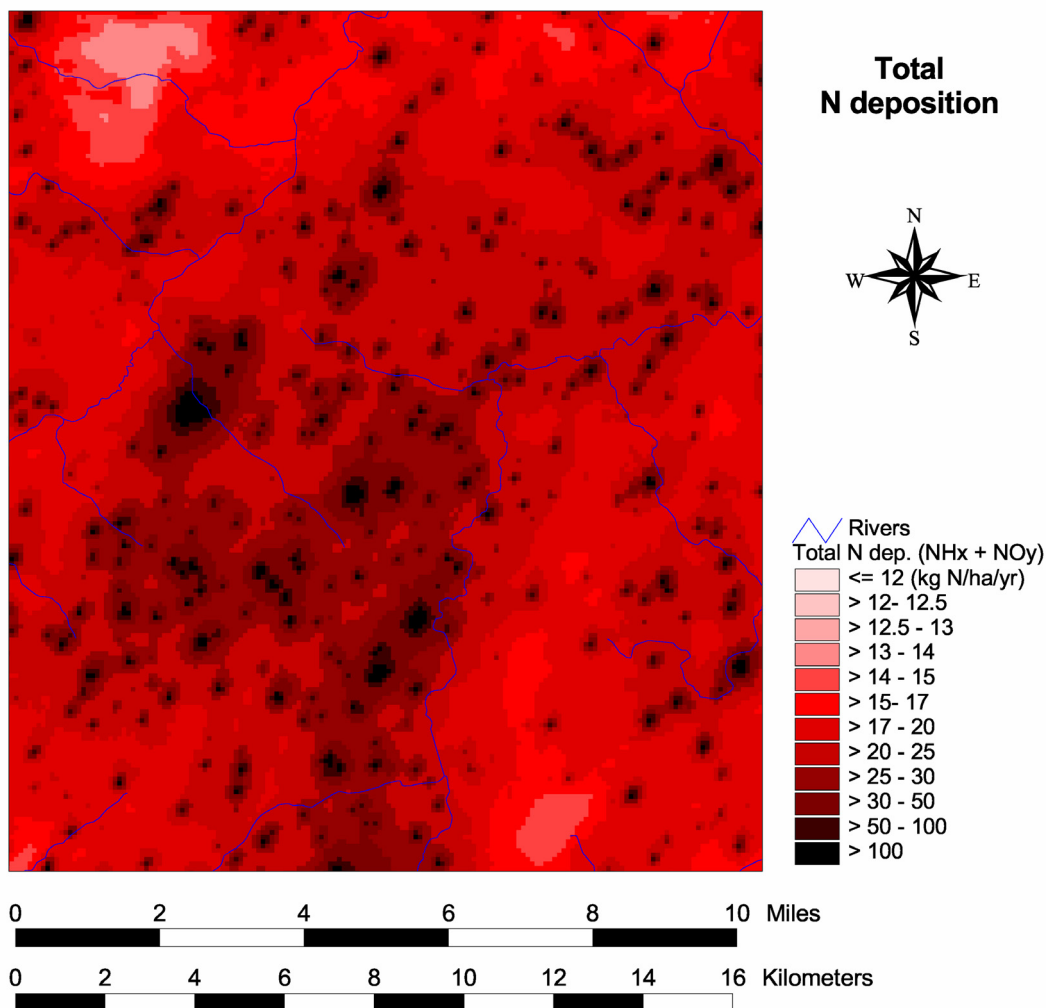 Total
N deposition
N
W
E
S
Rivers
Total N dep. (NHx + NOy)
<= 12 (kg N/ha/yr)
> 12- 12.5
> 12.5 - 13
> 13 - 14
> 14 - 15
> 15- 17
> 17 - 20
> 20 - 25
> 25 - 30
> 30 - 50
> 50 - 100
> 100
0 2 4 6 8 10 Miles
0 2 4 6 8 10 12 14 16 Kilometers